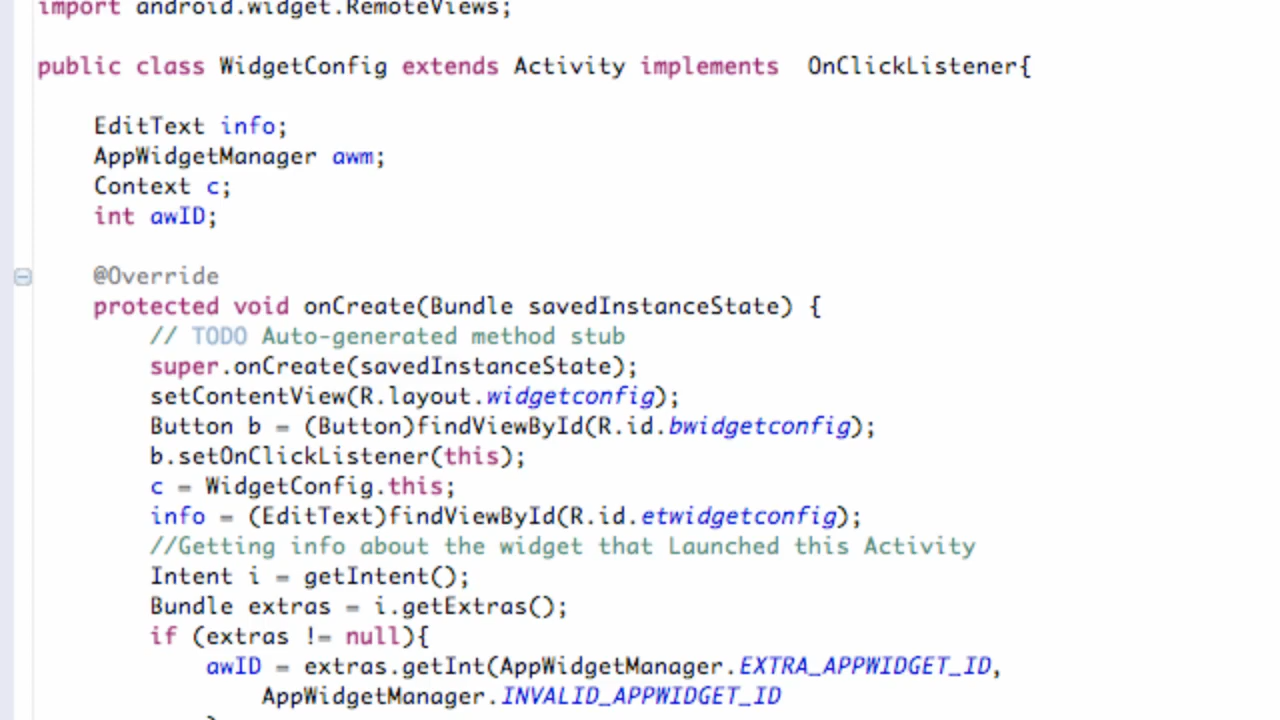 import android.widget.RemoteViews;
public class WidgetConfig extends Activity implements  OnClickListener{
EditText info;
AppWidgetManager awm;
Context c;
int awID;
@Override
protected void onCreate(Bundle savedInstanceState) {
// TODO Auto-generated method stub
super.onCreate(savedInstanceState);
setContentView(R.layout.widgetconfig);
Button b = (Button)findViewById(R.id.bwidgetconfig);
b.setOnClickListener(this);
c = WidgetConfig.this;
info = (EditText)findViewById(R.id.etwidgetconfig);
//Getting info about the widget that Launched this Activity
Intent i = getIntent();
Bundle extras = i.getExtras();
if (extras != null){
awID = extras.getInt(AppWidgetManager.EXTRA_APPWIDGET_ID,
AppWidgetManager.INVALID_APPWIDGET_ID